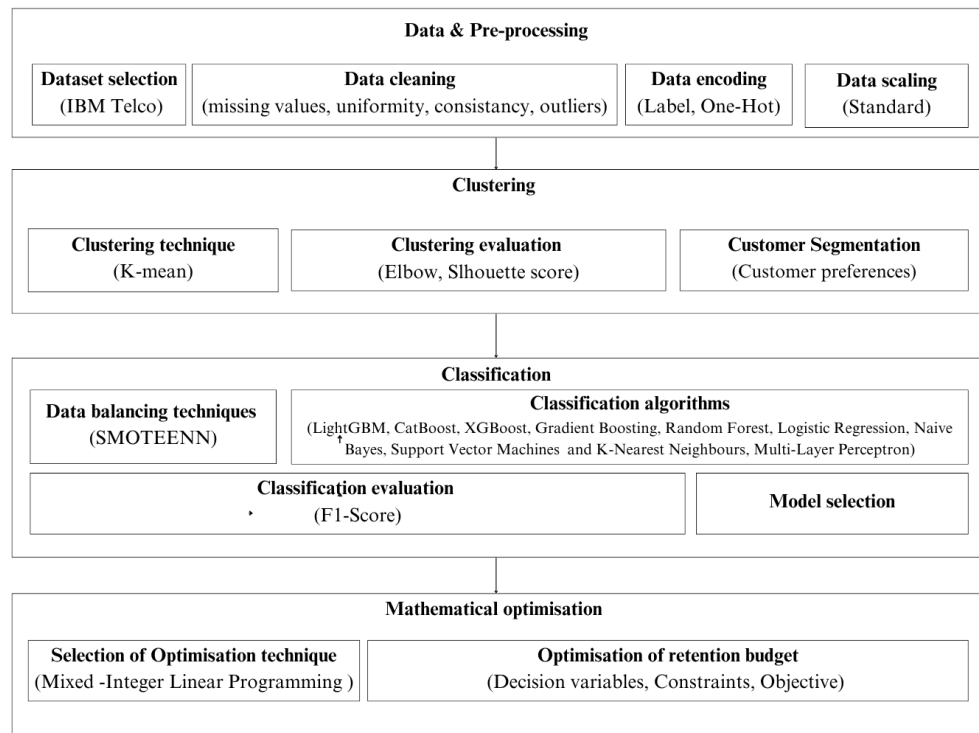 Data & Pre-processing
Dataset selection
(IBM Telco)
Data cleaning
(missing values, uniformity, consistancy, outliers)
Data encoding
(Label, One-Hot)
Data scaling
(Standard)
Clustering
Clustering technique
(K-mean)
Clustering evaluation
(Elbow, Slhouette score)
Customer Segmentation
(Customer preferences)
Classification
Data balancing techniques
(SMOTEENN)
Classification algorithms
(LightGBM, CatBoost, XGBoost, Gradient Boosting, Random Forest, Logistic Regression, Naive
Bayes, Support Vector Machines and K-Nearest Neighbours, Multi-Layer Perceptron)
Classification evaluation
(F1-Score)
Model selection
Mathematical optimisation
Selection of Optimisation technique
(Mixed -Integer Linear Programming )
Optimisation of retention budget
(Decision variables, Constraints, Objective)